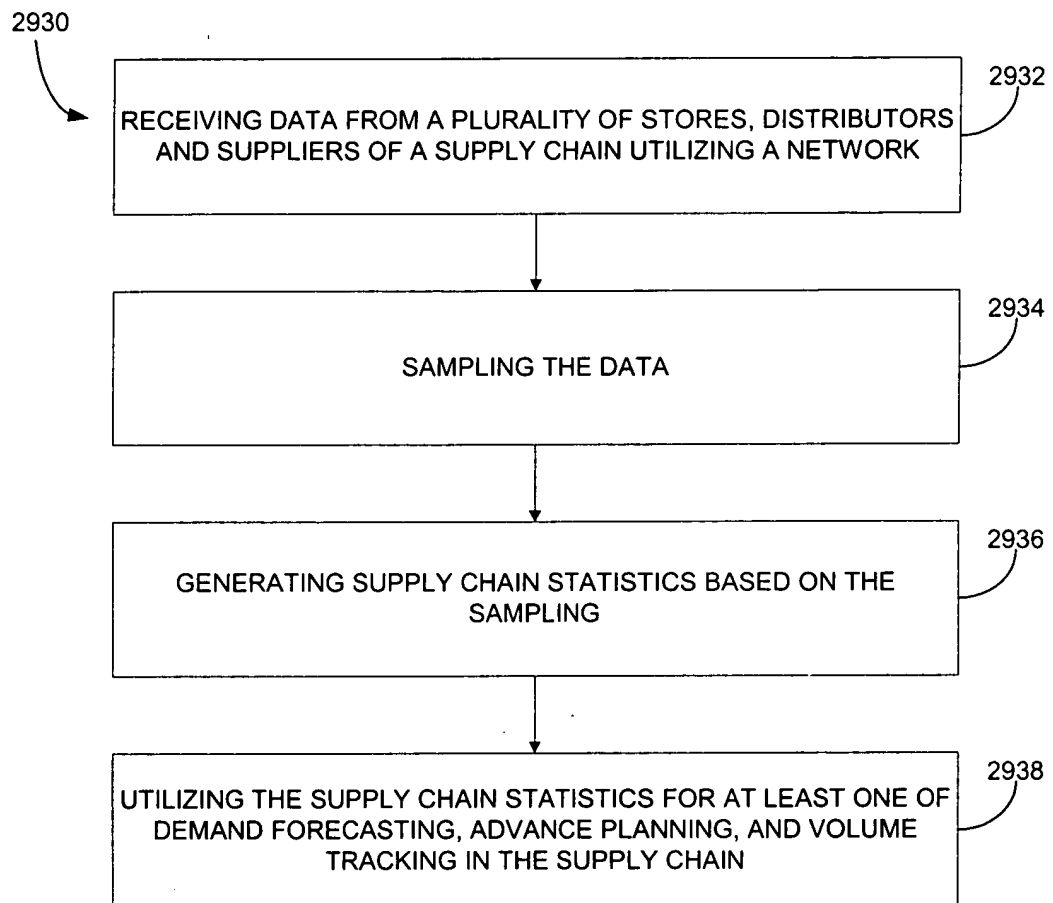 2930
2932
RECEIVING DATA FROM A PLURALITY OF STORES, DISTRIBUTORS
AND SUPPLIERS OF A SUPPLY CHAIN UTILIZING A NETWORK
2934
SAMPLING THE DATA
2936
GENERATING SUPPLY CHAIN STATISTICS BASED ON THE
SAMPLING
2938
UTILIZING THE SUPPLY CHAIN STATISTICS FOR AT LEAST ONE OF
DEMAND FORECASTING, ADVANCE PLANNING, AND VOLUME
TRACKING IN THE SUPPLY CHAIN